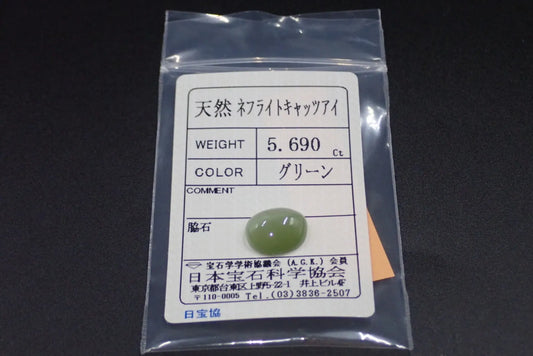 天然 ネフライトキャッツアイ
WEIGHT 5.690 Ct
COLOR グリーン
COMMENT
脇石
宝石学学術協議会 (A.G.K.) 会員
日本宝石科学協会
東京都台東区上野5-22-1 井上ビル4F
〒110-0005 Tel.(03)3836-2507
日宝協